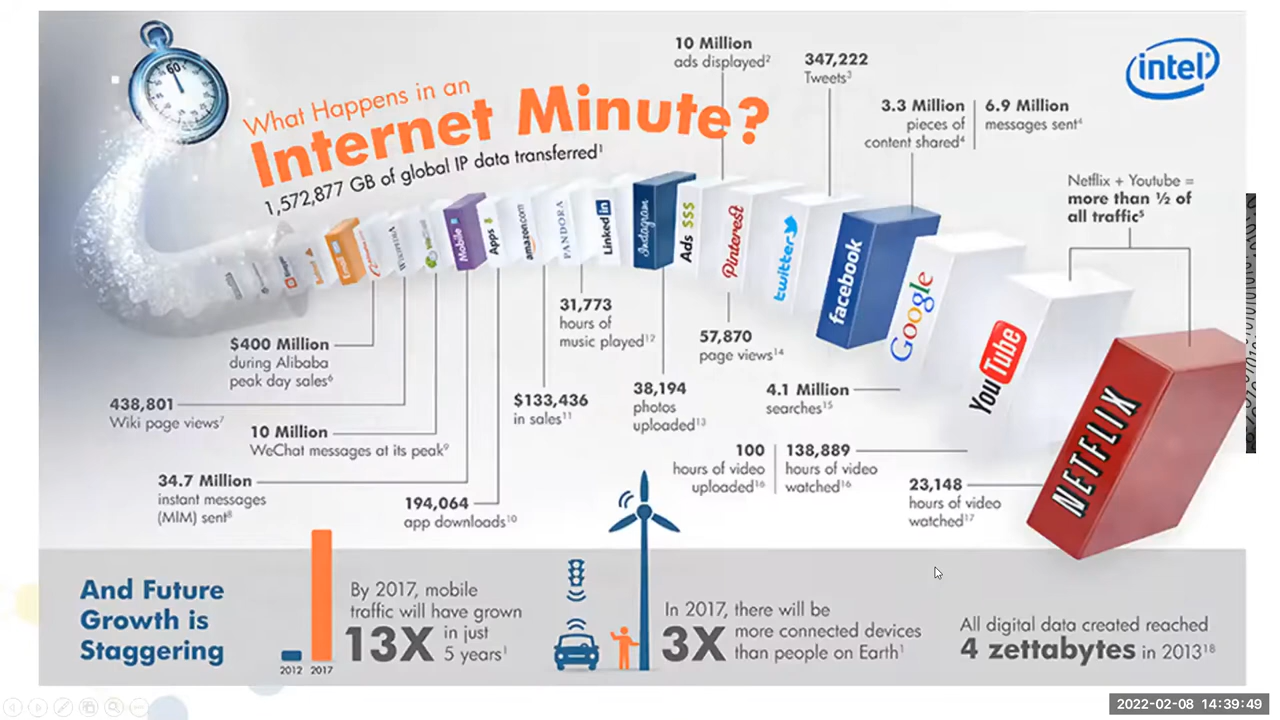 60
What Happens in an
Internet Minute?
1,572,877 GB of global IP data transferred¹
intel
10 Million
ads displayed²
347,222
Tweets³
3.3 Million
pieces of
content shared⁴
6.9 Million
messages sent⁴
Netflix + Youtube =
more than ½ of
all traffic⁵
Email
WIKIPEDIA
Mobile
Apps
amazon.com
PANDORA
Linked in
Instagram
Ads $$$
Pinterest
twitter
facebook
Google
YouTube
NETFLIX
$400 Million
during Alibaba
peak day sales⁶
438,801
Wiki page views⁷
10 Million
WeChat messages at its peak⁹
34.7 Million
instant messages
(MIM) sent⁸
194,064
app downloads¹⁰
$133,436
in sales¹¹
31,773
hours of
music played¹²
38,194
photos
uploaded¹³
57,870
page views¹⁴
4.1 Million
searches¹⁵
100
hours of video
uploaded¹⁶
138,889
hours of video
watched¹⁶
23,148
hours of video
watched¹⁷
And Future
Growth is
Staggering
2012
2017
By 2017, mobile
traffic will have grown
13X in just
5 years¹
In 2017, there will be
3X more connected devices
than people on Earth¹
All digital data created reached
4 zettabytes in 2013¹⁸
2022-02-08 14:39:49